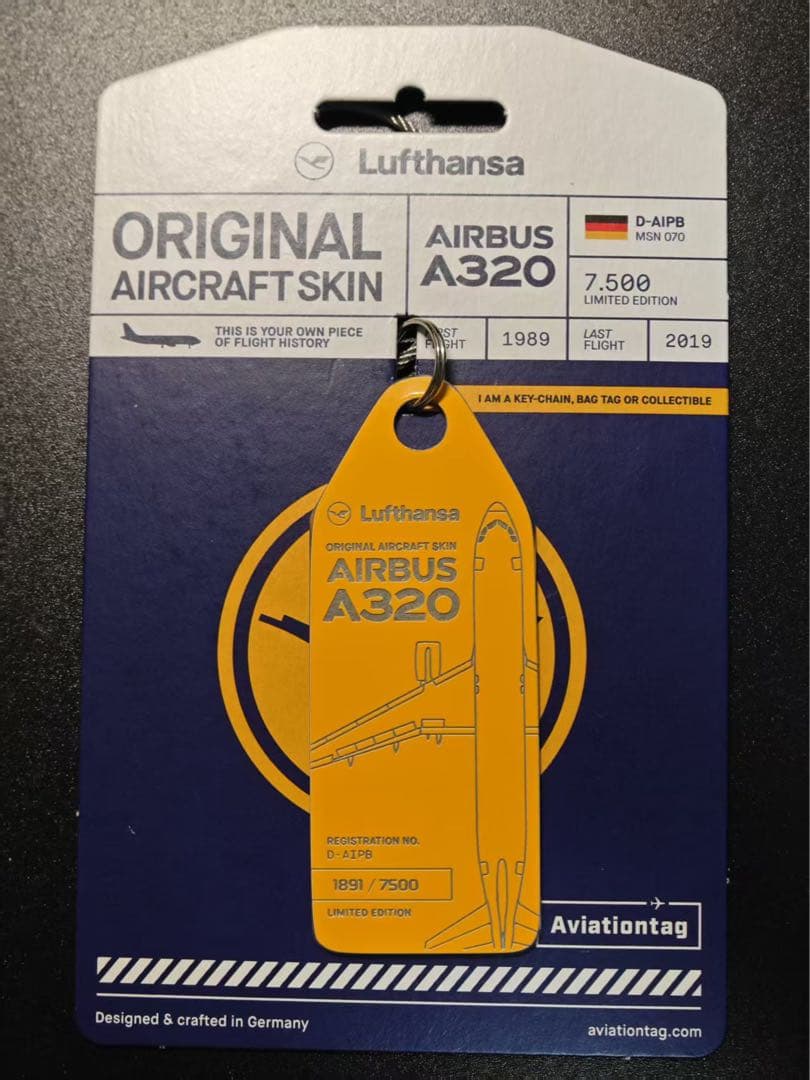 Lufthansa
ORIGINAL
AIRCRAFT SKIN
AIRBUS
A320
D-AIPB
MSN 070
7.500
LIMITED EDITION
THIS IS YOUR OWN PIECE
OF FLIGHT HISTORY
FIRST
FLIGHT
1989
LAST
FLIGHT
2019
I AM A KEY-CHAIN, BAG TAG OR COLLECTIBLE
Lufthansa
ORIGINAL AIRCRAFT SKIN
AIRBUS
A320
REGISTRATION NO.
D-AIPB
1891 / 7500
LIMITED EDITION
Aviationtag
Designed & crafted in Germany
aviationtag.com